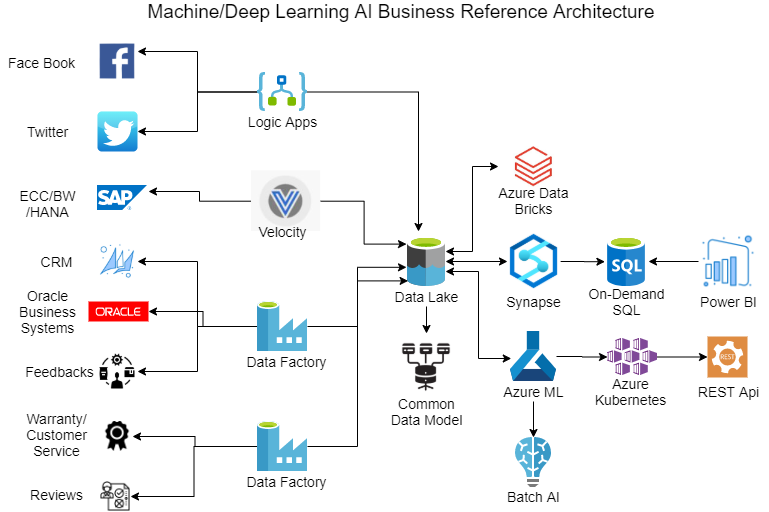 Machine/Deep Learning AI Business Reference Architecture
Face Book
Logic Apps
Twitter
ECC/BW
/HANA
SAP
Velocity
Azure Data
Bricks
CRM
Data Lake
Synapse
SQL
On-Demand
SQL
Power BI
Oracle
Business
Systems
ORACLE
Data Factory
Feedbacks
Common
Data Model
Azure ML
Azure
Kubernetes
REST
REST Api
Warranty/
Customer
Service
Data Factory
Reviews
Batch AI